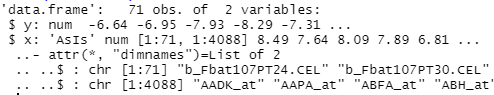 'data.frame':	71 obs. of  2 variables:
 $ y: num  -6.64 -6.95 -7.93 -8.29 -7.31 ...
 $ x: 'AsIs' num [1:71, 1:4088] 8.49 7.64 8.09 7.89 6.81 ...
  ..- attr(*, "dimnames")=List of 2
  .. ..$ : chr [1:71] "b_Fbat107PT24.CEL" "b_Fbat107PT30.CEL"
  .. ..$ : chr [1:4088] "AADK_at" "AAPA_at" "ABFA_at" "ABH_at"